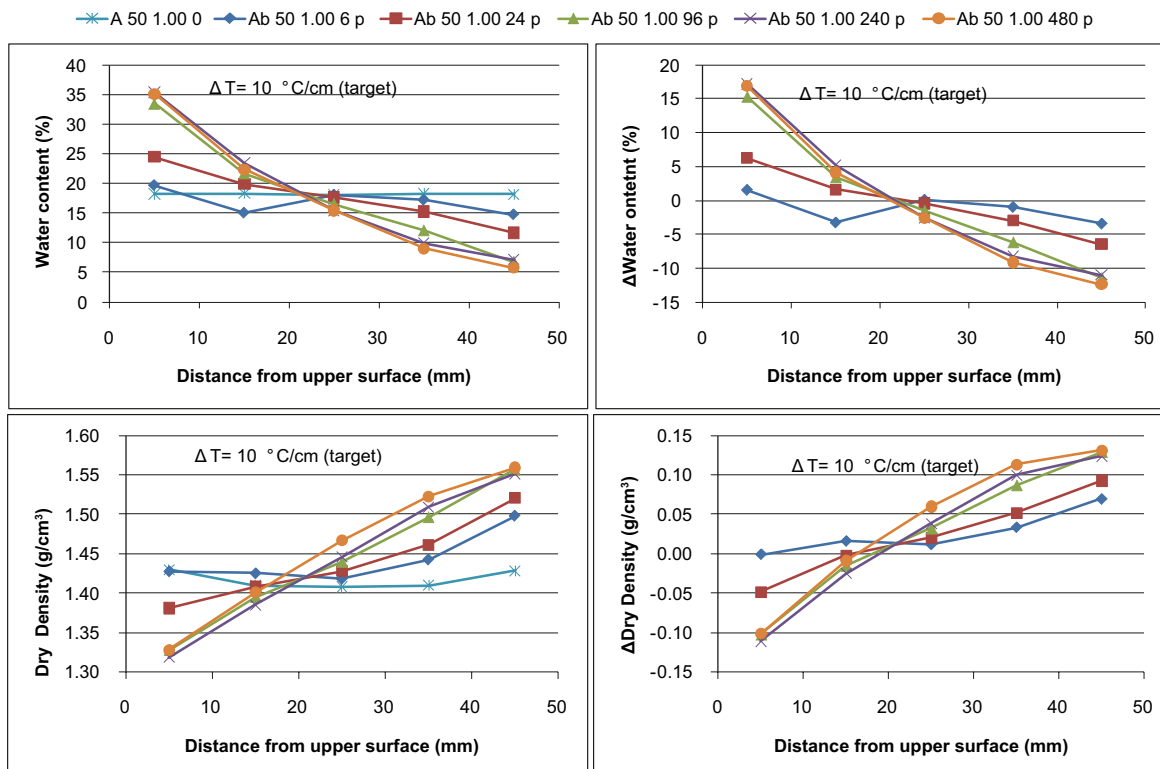 A 50 1.00 0 Ab 50 1.00 6 p Ab 50 1.00 24 p Ab 50 1.00 96 p Ab 50 1.00 240 p Ab 50 1.00 480 p
Δ T= 10 °C/cm (target)
Water content (%)
40
35
30
25
20
15
10
5
0
0 10 20 30 40 50
Distance from upper surface (mm)
Δ T= 10 °C/cm (target)
ΔWater ontetnt (%)
20
15
10
5
0
-5
-10
-15
0 10 20 30 40 50
Distance from upper surface (mm)
Δ T= 10 °C/cm (target)
Dry Density (g/cm³)
1.60
1.55
1.50
1.45
1.40
1.35
1.30
0 10 20 30 40 50
Distance from upper surface (mm)
Δ T= 10 °C/cm (target)
ΔDry Density (g/cm³)
0.15
0.10
0.05
0.00
-0.05
-0.10
-0.15
0 10 20 30 40 50
Distance from upper surface (mm)